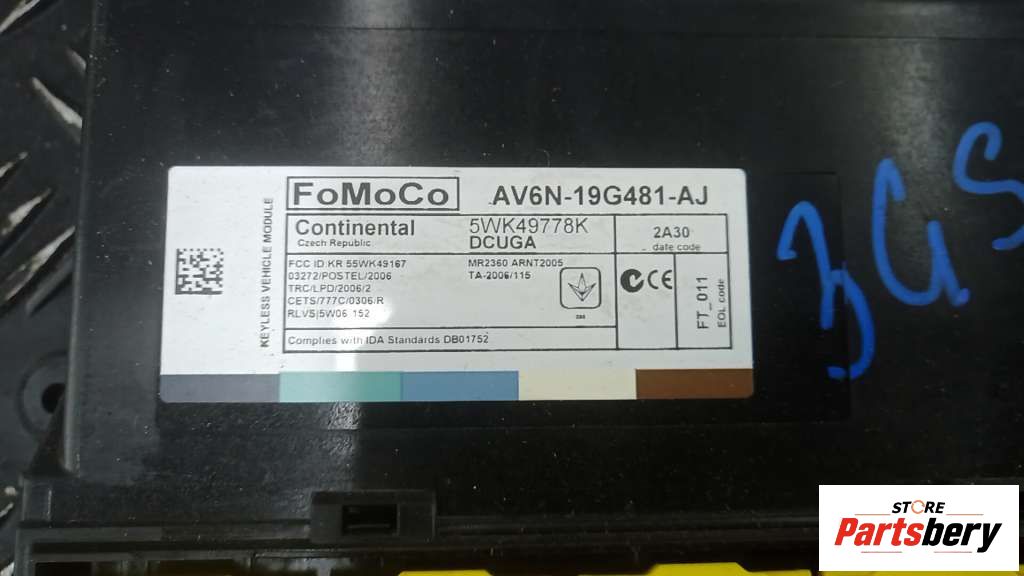 KEYLESS VEHICLE MODULE
FoMoCo AV6N-19G481-AJ
Continental
Czech Republic
5WK49778K
DCUGA
2A30
date code
FCC ID:KR 55WK49167
03272/POSTEL/2006
TRC/LPD/2006/2
CETS/777C/0306.R
RLVS|5W06 152
MR2360 ARNT2005
TA-2006/115
CE
FT_011
EOL code
Complies with IDA Standards DB01752
3GS
STORE
Partsbery